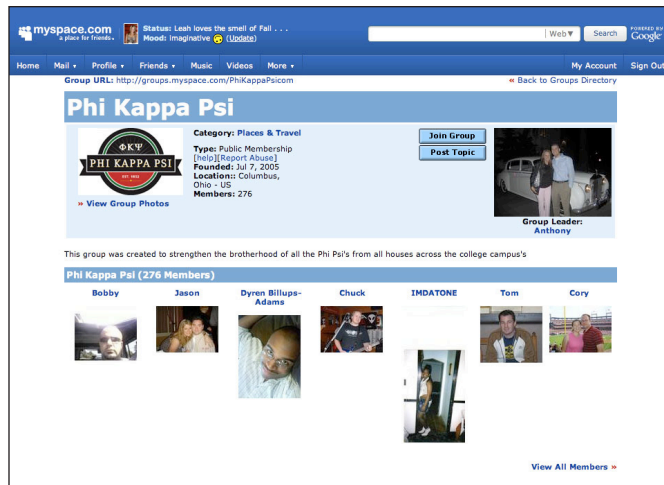 myspace.com
a place for friends.
Status: Leah loves the smell of Fall . . .
Mood: imaginative (Update)
Web▼ Search POWERED BY Google
Home Mail ▾ Profile ▾ Friends ▾ Music Videos More ▾ My Account Sign Out
Group URL: http://groups.myspace.com/PhiKappaPsicom « Back to Groups Directory
Phi Kappa Psi
ΦΚΨ
PHI KAPPA PSI
EST. 1852
» View Group Photos
Category: Places & Travel
Type: Public Membership
[help][Report Abuse]
Founded: Jul 7, 2005
Location:: Columbus,
Ohio - US
Members: 276
Join Group
Post Topic
Group Leader:
Anthony
This group was created to strengthen the brotherhood of all the Phi Psi's from all houses across the college campus's
Phi Kappa Psi (276 Members)
Bobby Jason Dyren Billups-
Adams Chuck IMDATONE Tom Cory
View All Members »